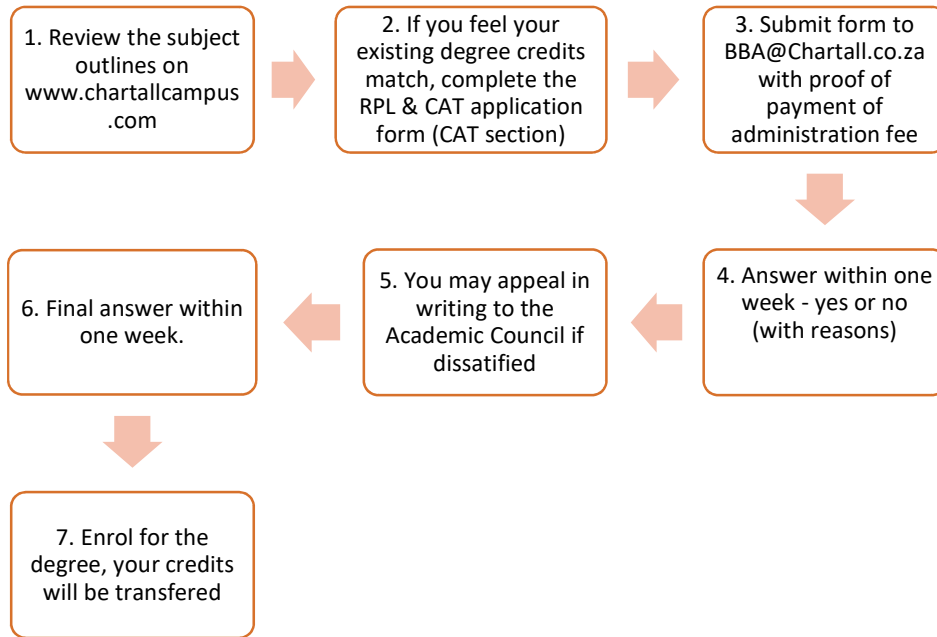 1. Review the subject
outlines on
www.chartallcampus
.com
2. If you feel your
existing degree credits
match, complete the
RPL & CAT application
form (CAT section)
3. Submit form to
BBA@Chartall.co.za
with proof of
payment of
administration fee
4. Answer within one
week - yes or no
(with reasons)
5. You may appeal in
writing to the
Academic Council if
dissatified
6. Final answer within
one week.
7. Enrol for the
degree, your credits
will be transfered